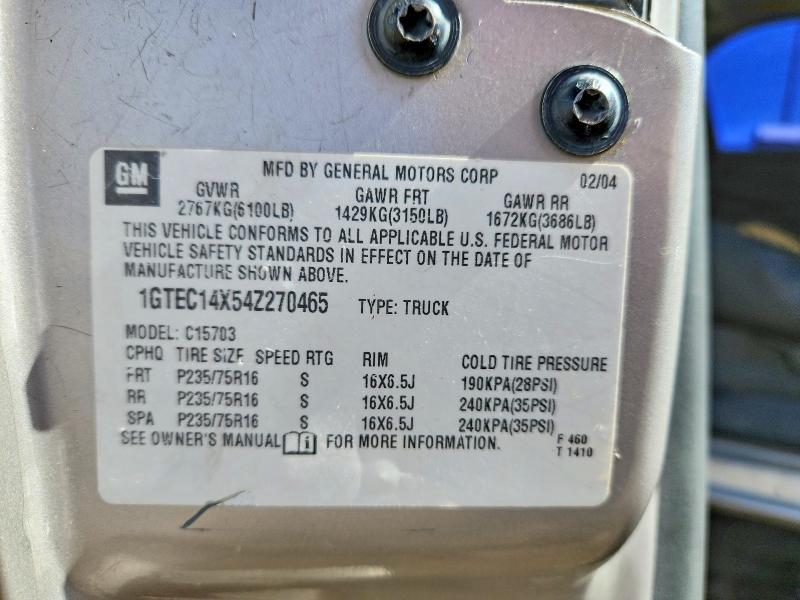 GM MFD BY GENERAL MOTORS CORP 02/04
GVWR GAWR FRT GAWR RR
2767KG(6100LB) 1429KG(3150LB) 1672KG(3686LB)
THIS VEHICLE CONFORMS TO ALL APPLICABLE U.S. FEDERAL MOTOR
VEHICLE SAFETY STANDARDS IN EFFECT ON THE DATE OF
MANUFACTURE SHOWN ABOVE.
1GTEC14X54Z270465 TYPE: TRUCK
MODEL: C15703
CPHQ TIRE SIZE SPEED RTG RIM COLD TIRE PRESSURE
FRT P235/75R16 S 16X6.5J 190KPA(28PSI)
RR P235/75R16 S 16X6.5J 240KPA(35PSI)
SPA P235/75R16 S 16X6.5J 240KPA(35PSI)
SEE OWNER'S MANUAL i FOR MORE INFORMATION. F 460
T 1410